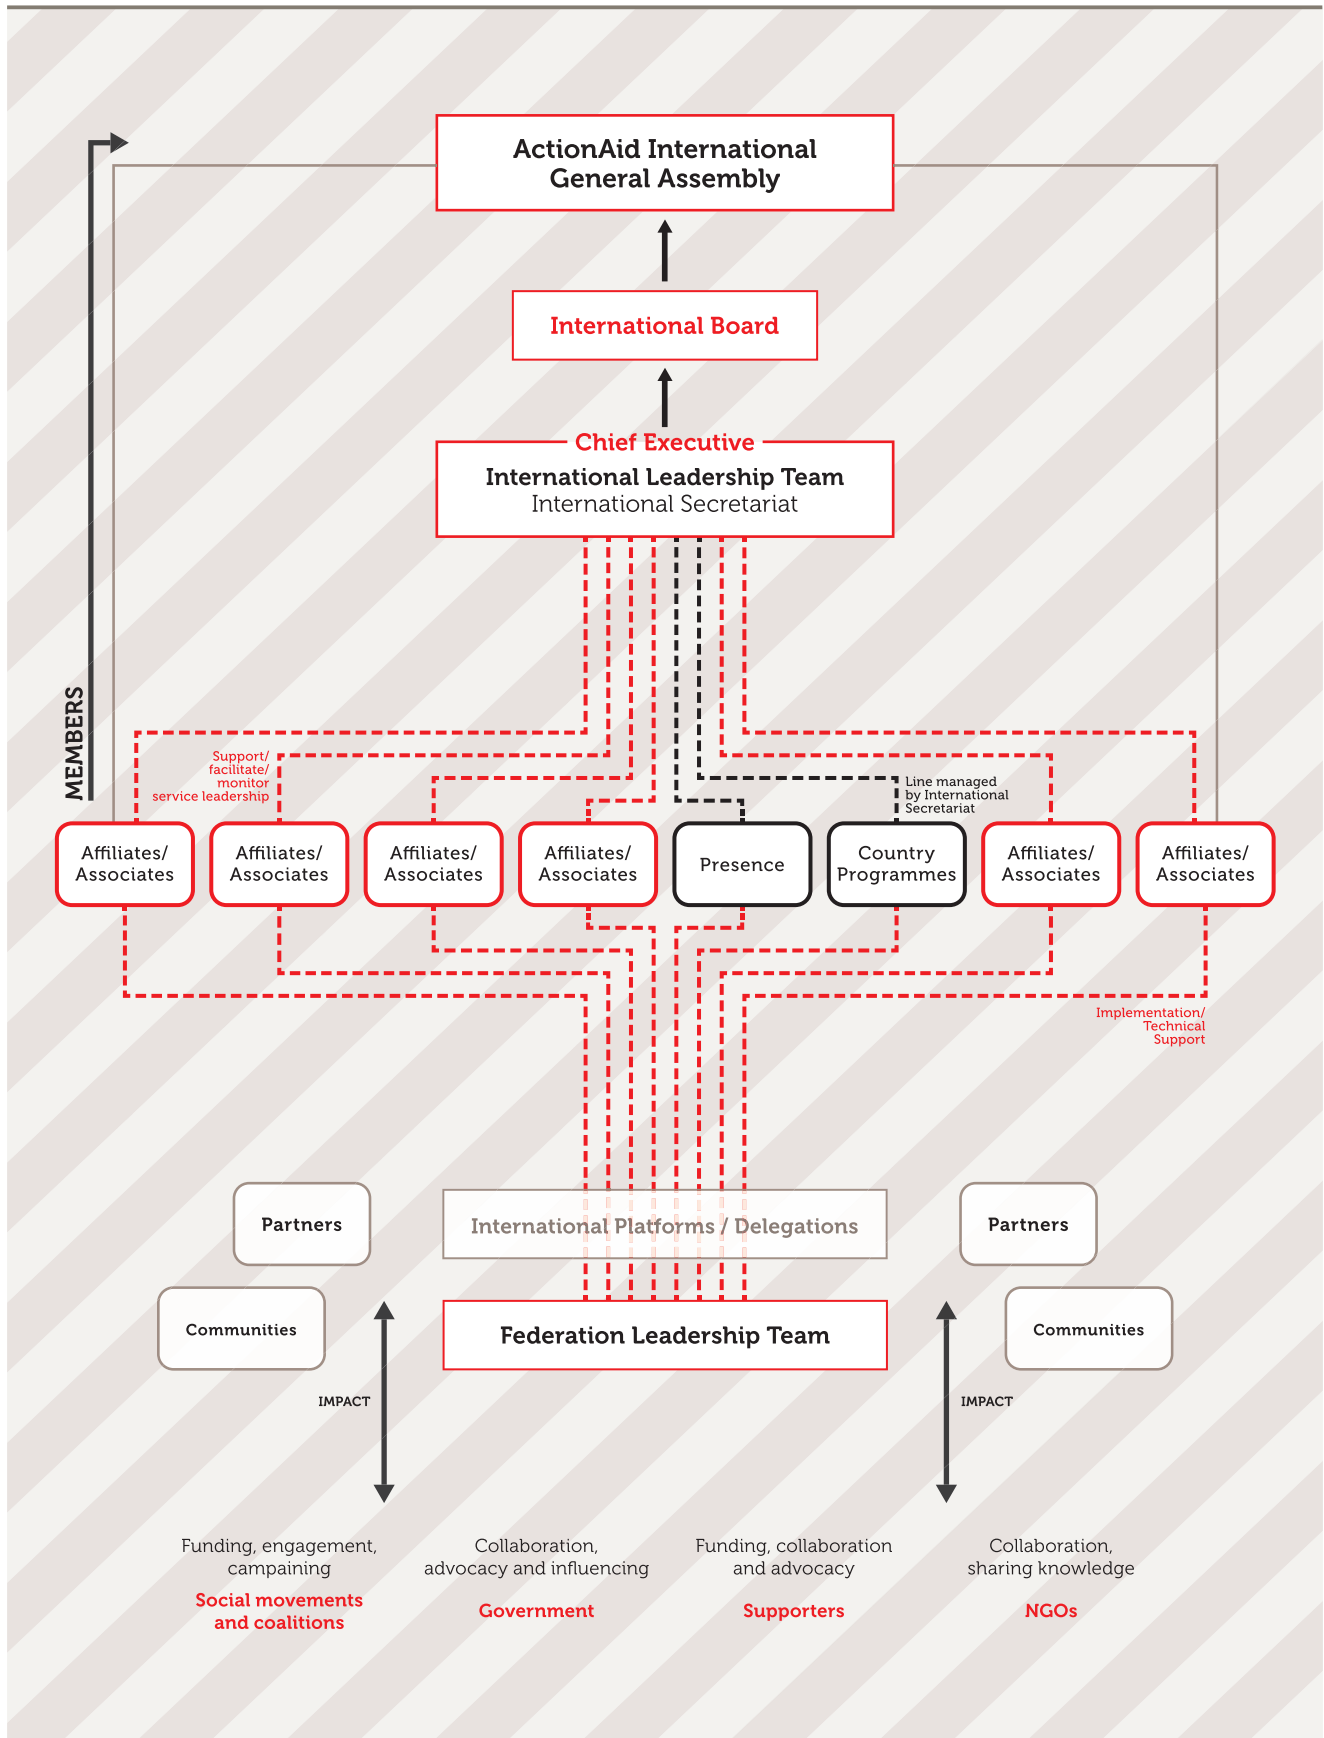 ActionAid International
General Assembly
International Board
Chief Executive
International Leadership Team
International Secretariat
MEMBERS
Support/
facilitate/
monitor
service leadership
Line managed
by International
Secretariat
Affiliates/
Associates
Affiliates/
Associates
Affiliates/
Associates
Affiliates/
Associates
Presence
Country
Programmes
Affiliates/
Associates
Affiliates/
Associates
Implementation/
Technical
Support
Partners
International Platforms / Delegations
Partners
Communities
Federation Leadership Team
Communities
IMPACT
IMPACT
Funding, engagement,
campaining
Social movements
and coalitions
Collaboration,
advocacy and influencing
Government
Funding, collaboration
and advocacy
Supporters
Collaboration,
sharing knowledge
NGOs